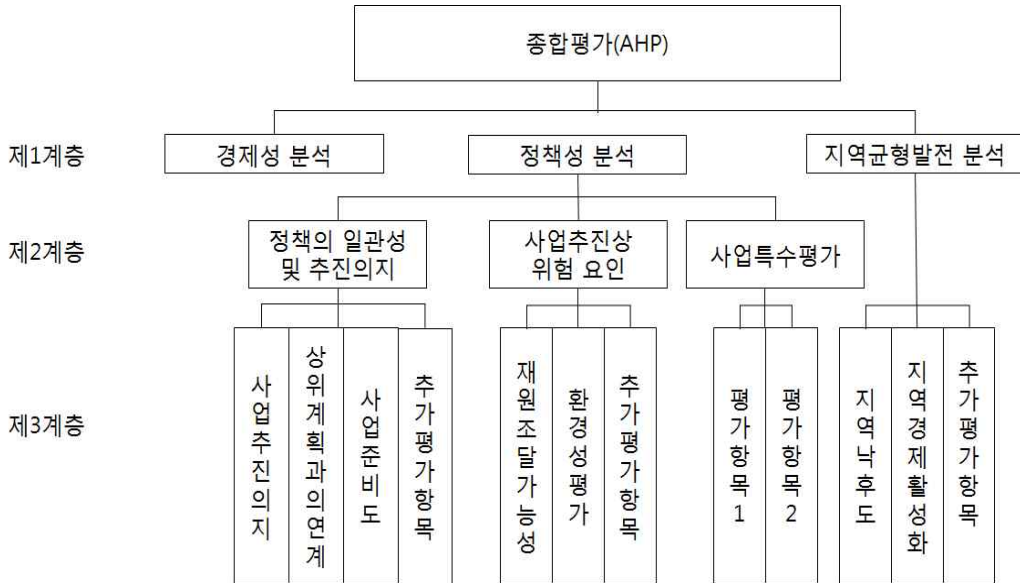 종합평가(AHP)
제1계층
경제성 분석
정책성 분석
지역균형발전 분석
제2계층
정책의 일관성
및 추진의지
사업추진상
위험 요인
사업특수평가
제3계층
사업추진의지
상위계획과의연계
사업준비도
추가평가항목
재원조달가능성
환경성평가
추가평가항목
평가항목1
평가항목2
지역낙후도
지역경제활성화
추가평가항목